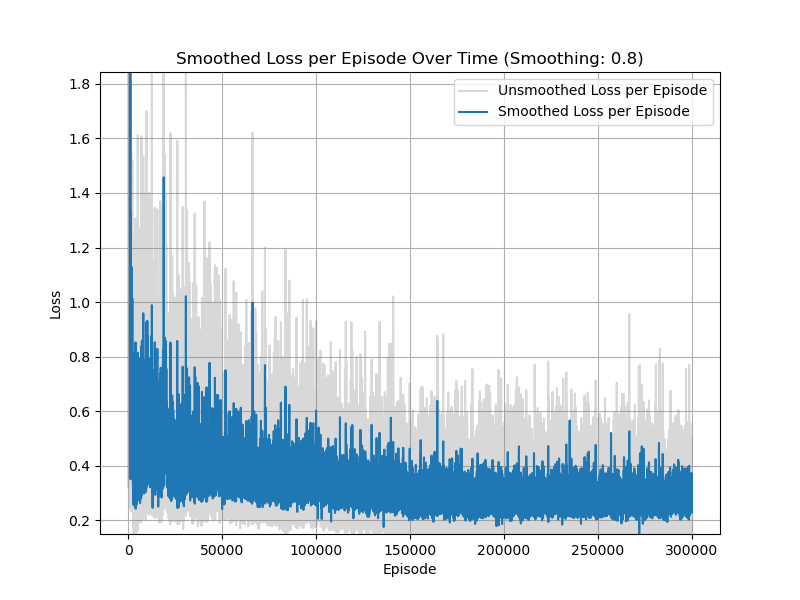 Smoothed Loss per Episode Over Time (Smoothing: 0.8)
Unsmoothed Loss per Episode
Smoothed Loss per Episode
1.8
1.6
1.4
1.2
1.0
0.8
0.6
0.4
0.2
Loss
0 50000 100000 150000 200000 250000 300000
Episode